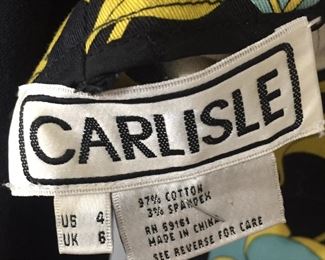 CARLISLE
US 4
UK 6
97% COTTON
3% SPANDEX
RN 69161
MADE IN CHINA
SEE REVERSE FOR CARE